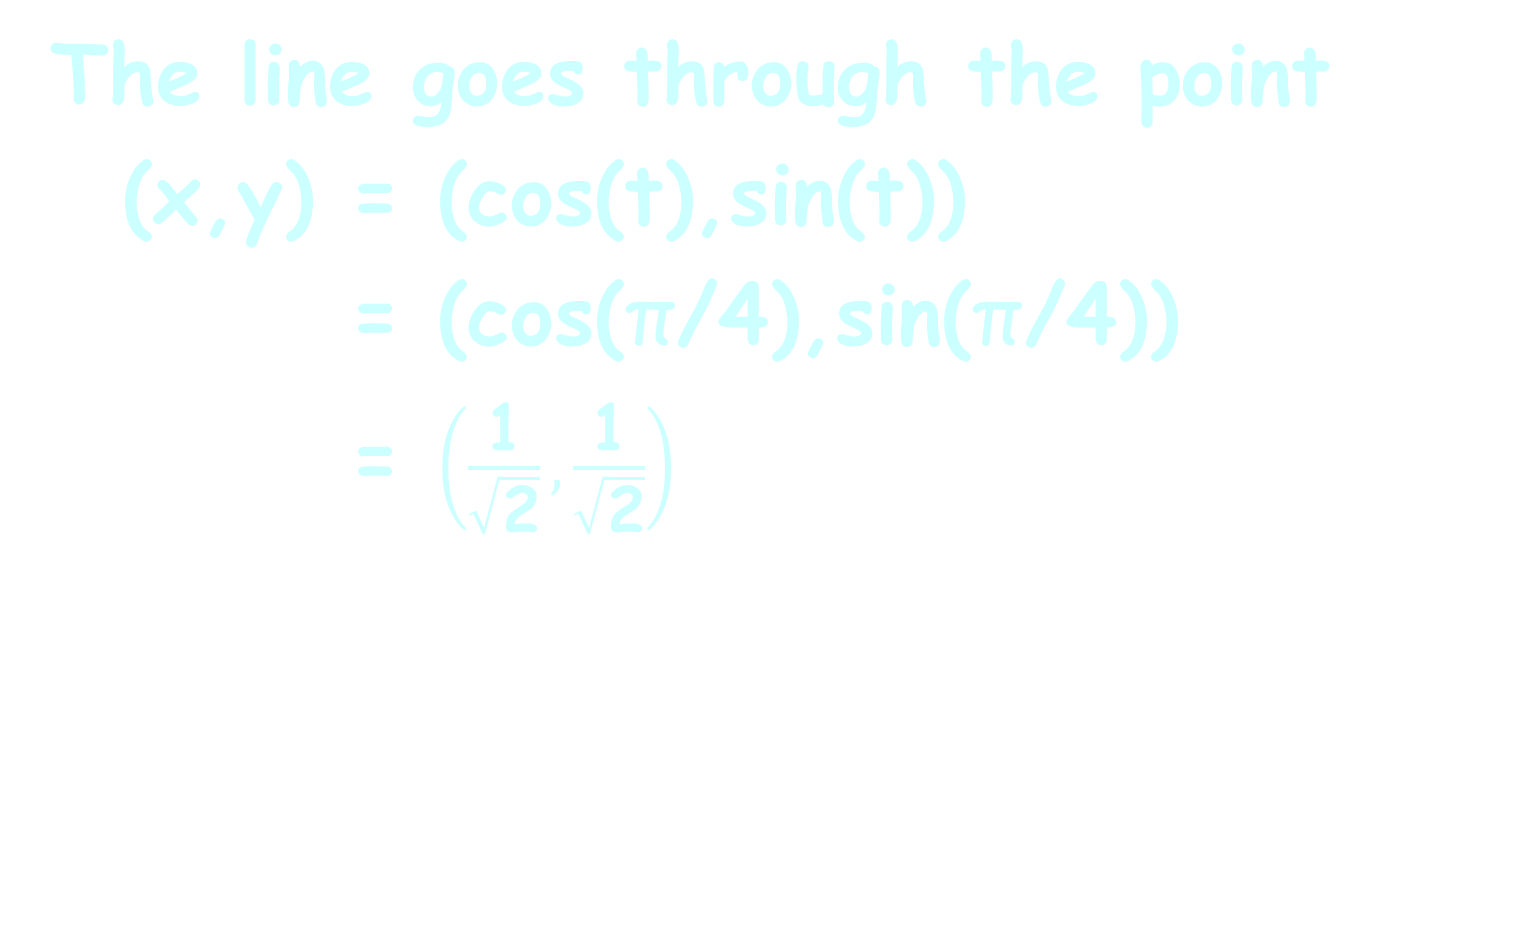 The line goes through the point
(x,y) = (cos(t),sin(t))
= (cos(π/4),sin(π/4))
= (1/√2, 1/√2)